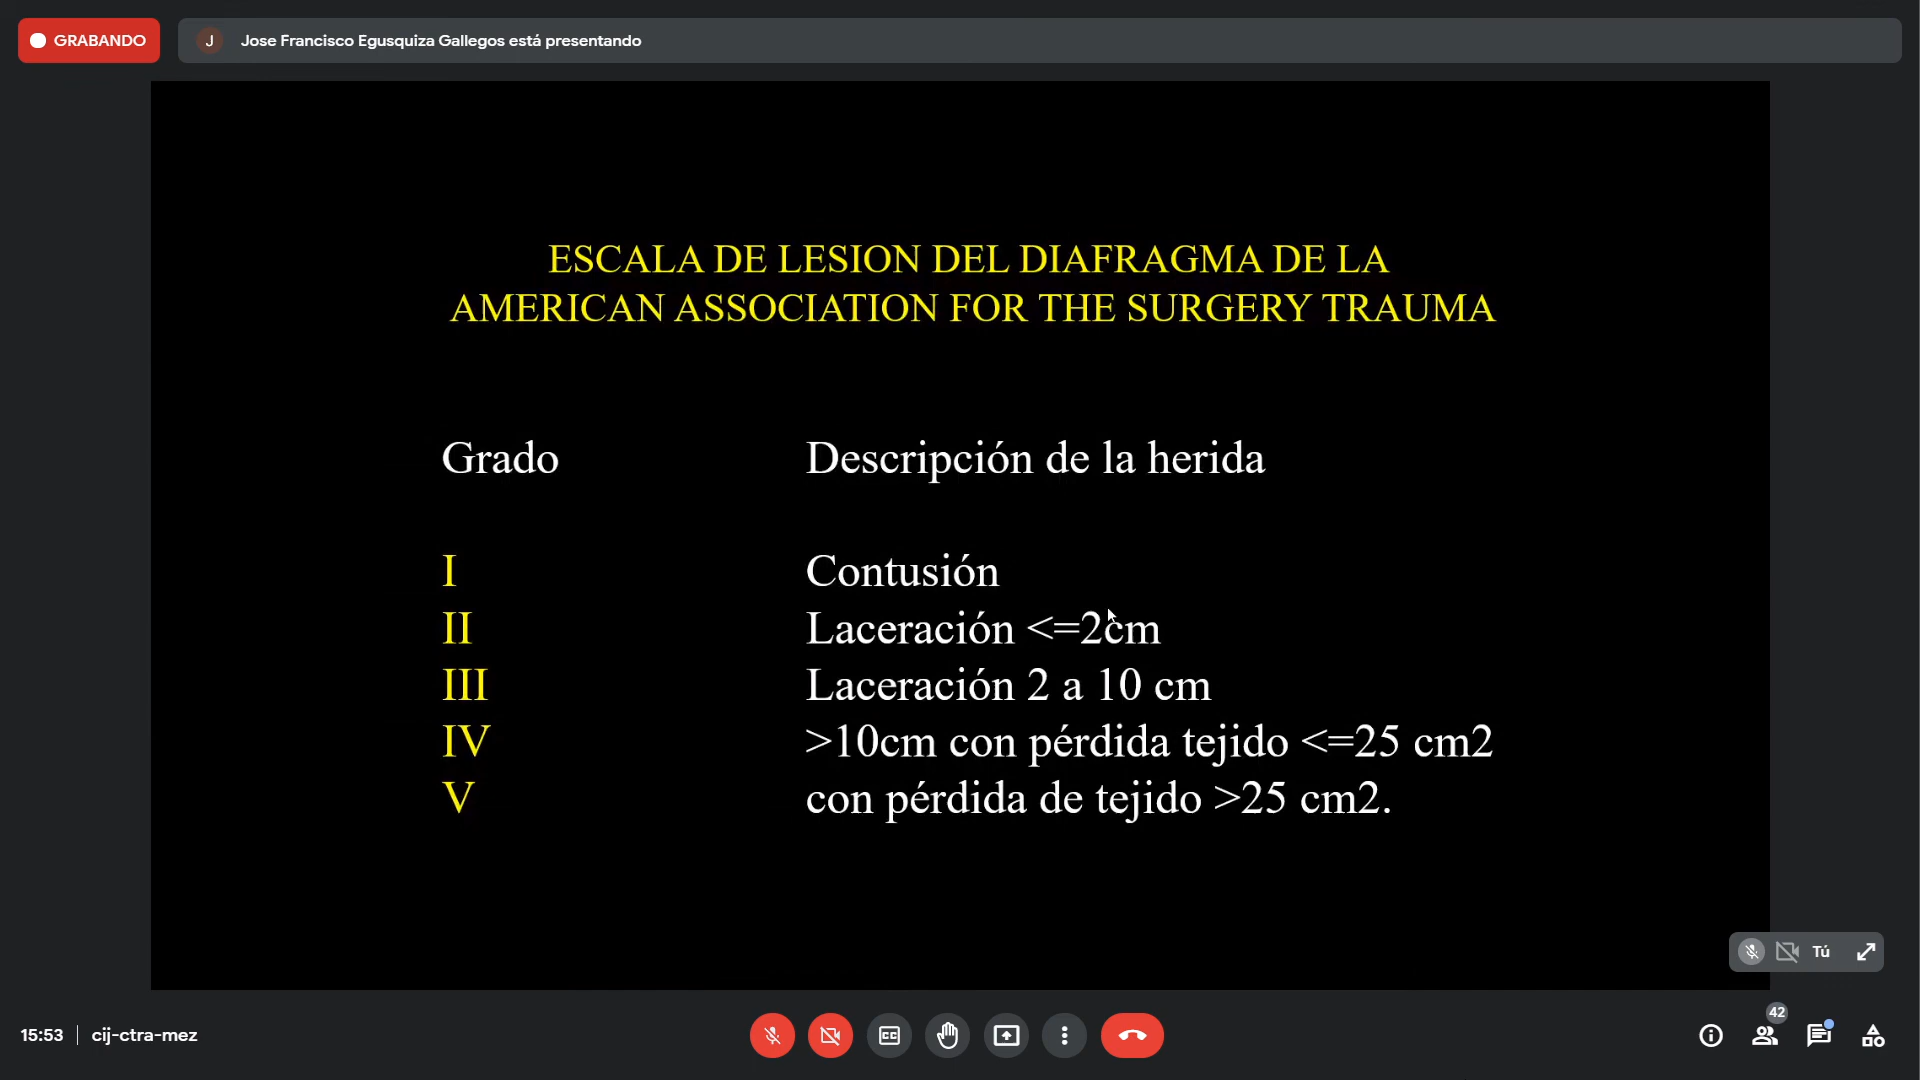 GRABANDO
J
Jose Francisco Egusquiza Gallegos está presentando
ESCALA DE LESION DEL DIAFRAGMA DE LA
AMERICAN ASSOCIATION FOR THE SURGERY TRAUMA
Grado Descripción de la herida
I Contusión
II Laceración <=2cm
III Laceración 2 a 10 cm
IV >10cm con pérdida tejido <=25 cm2
V con pérdida de tejido >25 cm2.
Tú
15:53 cij-ctra-mez
42